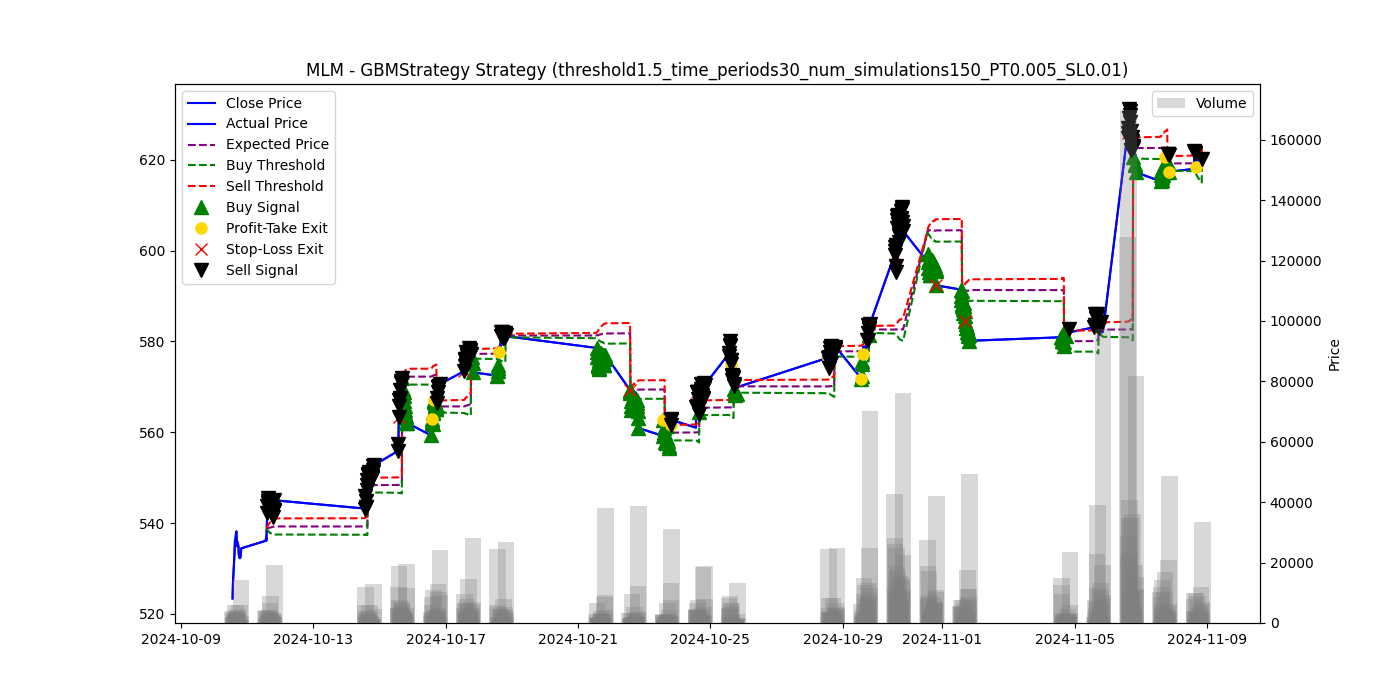 MLM - GBMStrategy Strategy (threshold1.5_time_periods30_num_simulations150_PT0.005_SL0.01)
Close Price
Actual Price
Expected Price
Buy Threshold
Sell Threshold
Buy Signal
Profit-Take Exit
Stop-Loss Exit
Sell Signal
Volume
620
600
580
560
540
520
160000
140000
120000
100000
80000
60000
40000
20000
0
Price
2024-10-09
2024-10-13
2024-10-17
2024-10-21
2024-10-25
2024-10-29
2024-11-01
2024-11-05
2024-11-09